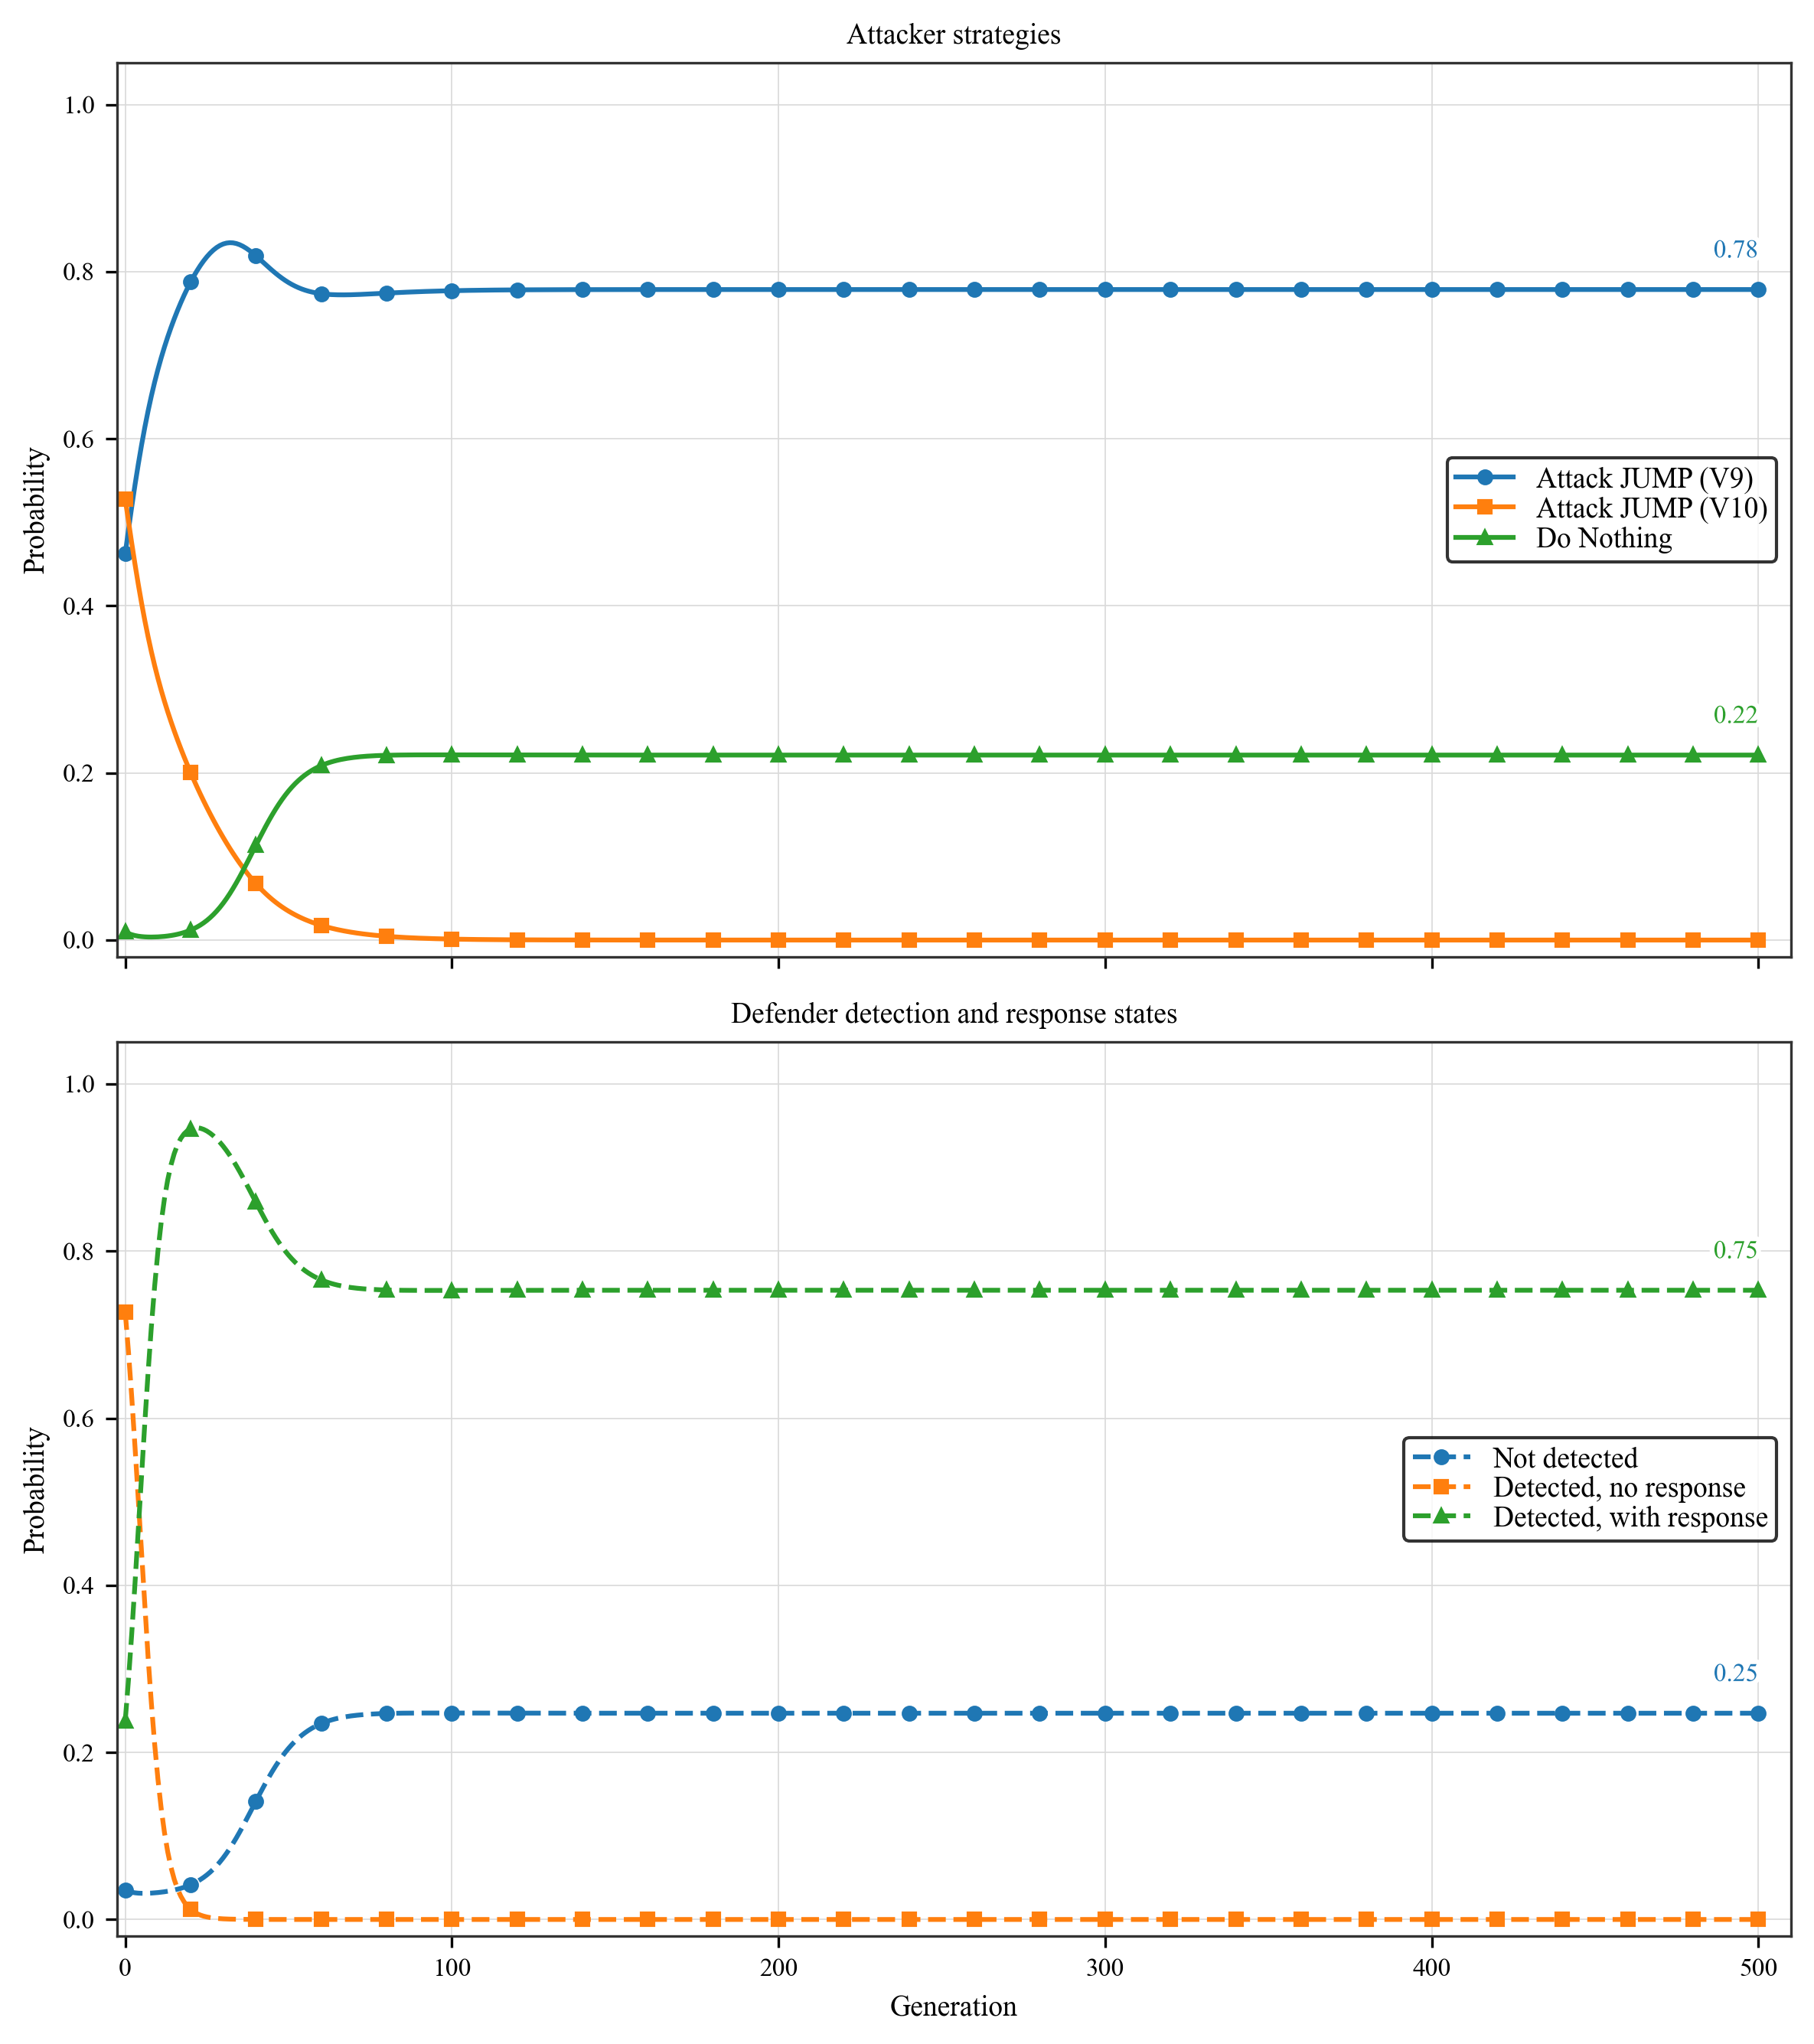 Attacker strategies
1.0
0.8
0.6
0.4
0.2
0.0
Probability
0.78
0.22
Attack JUMP (V9)
Attack JUMP (V10)
Do Nothing
Defender detection and response states
1.0
0.8
0.6
0.4
0.2
0.0
Probability
0.75
0.25
Not detected
Detected, no response
Detected, with response
0 100 200 300 400 500
Generation